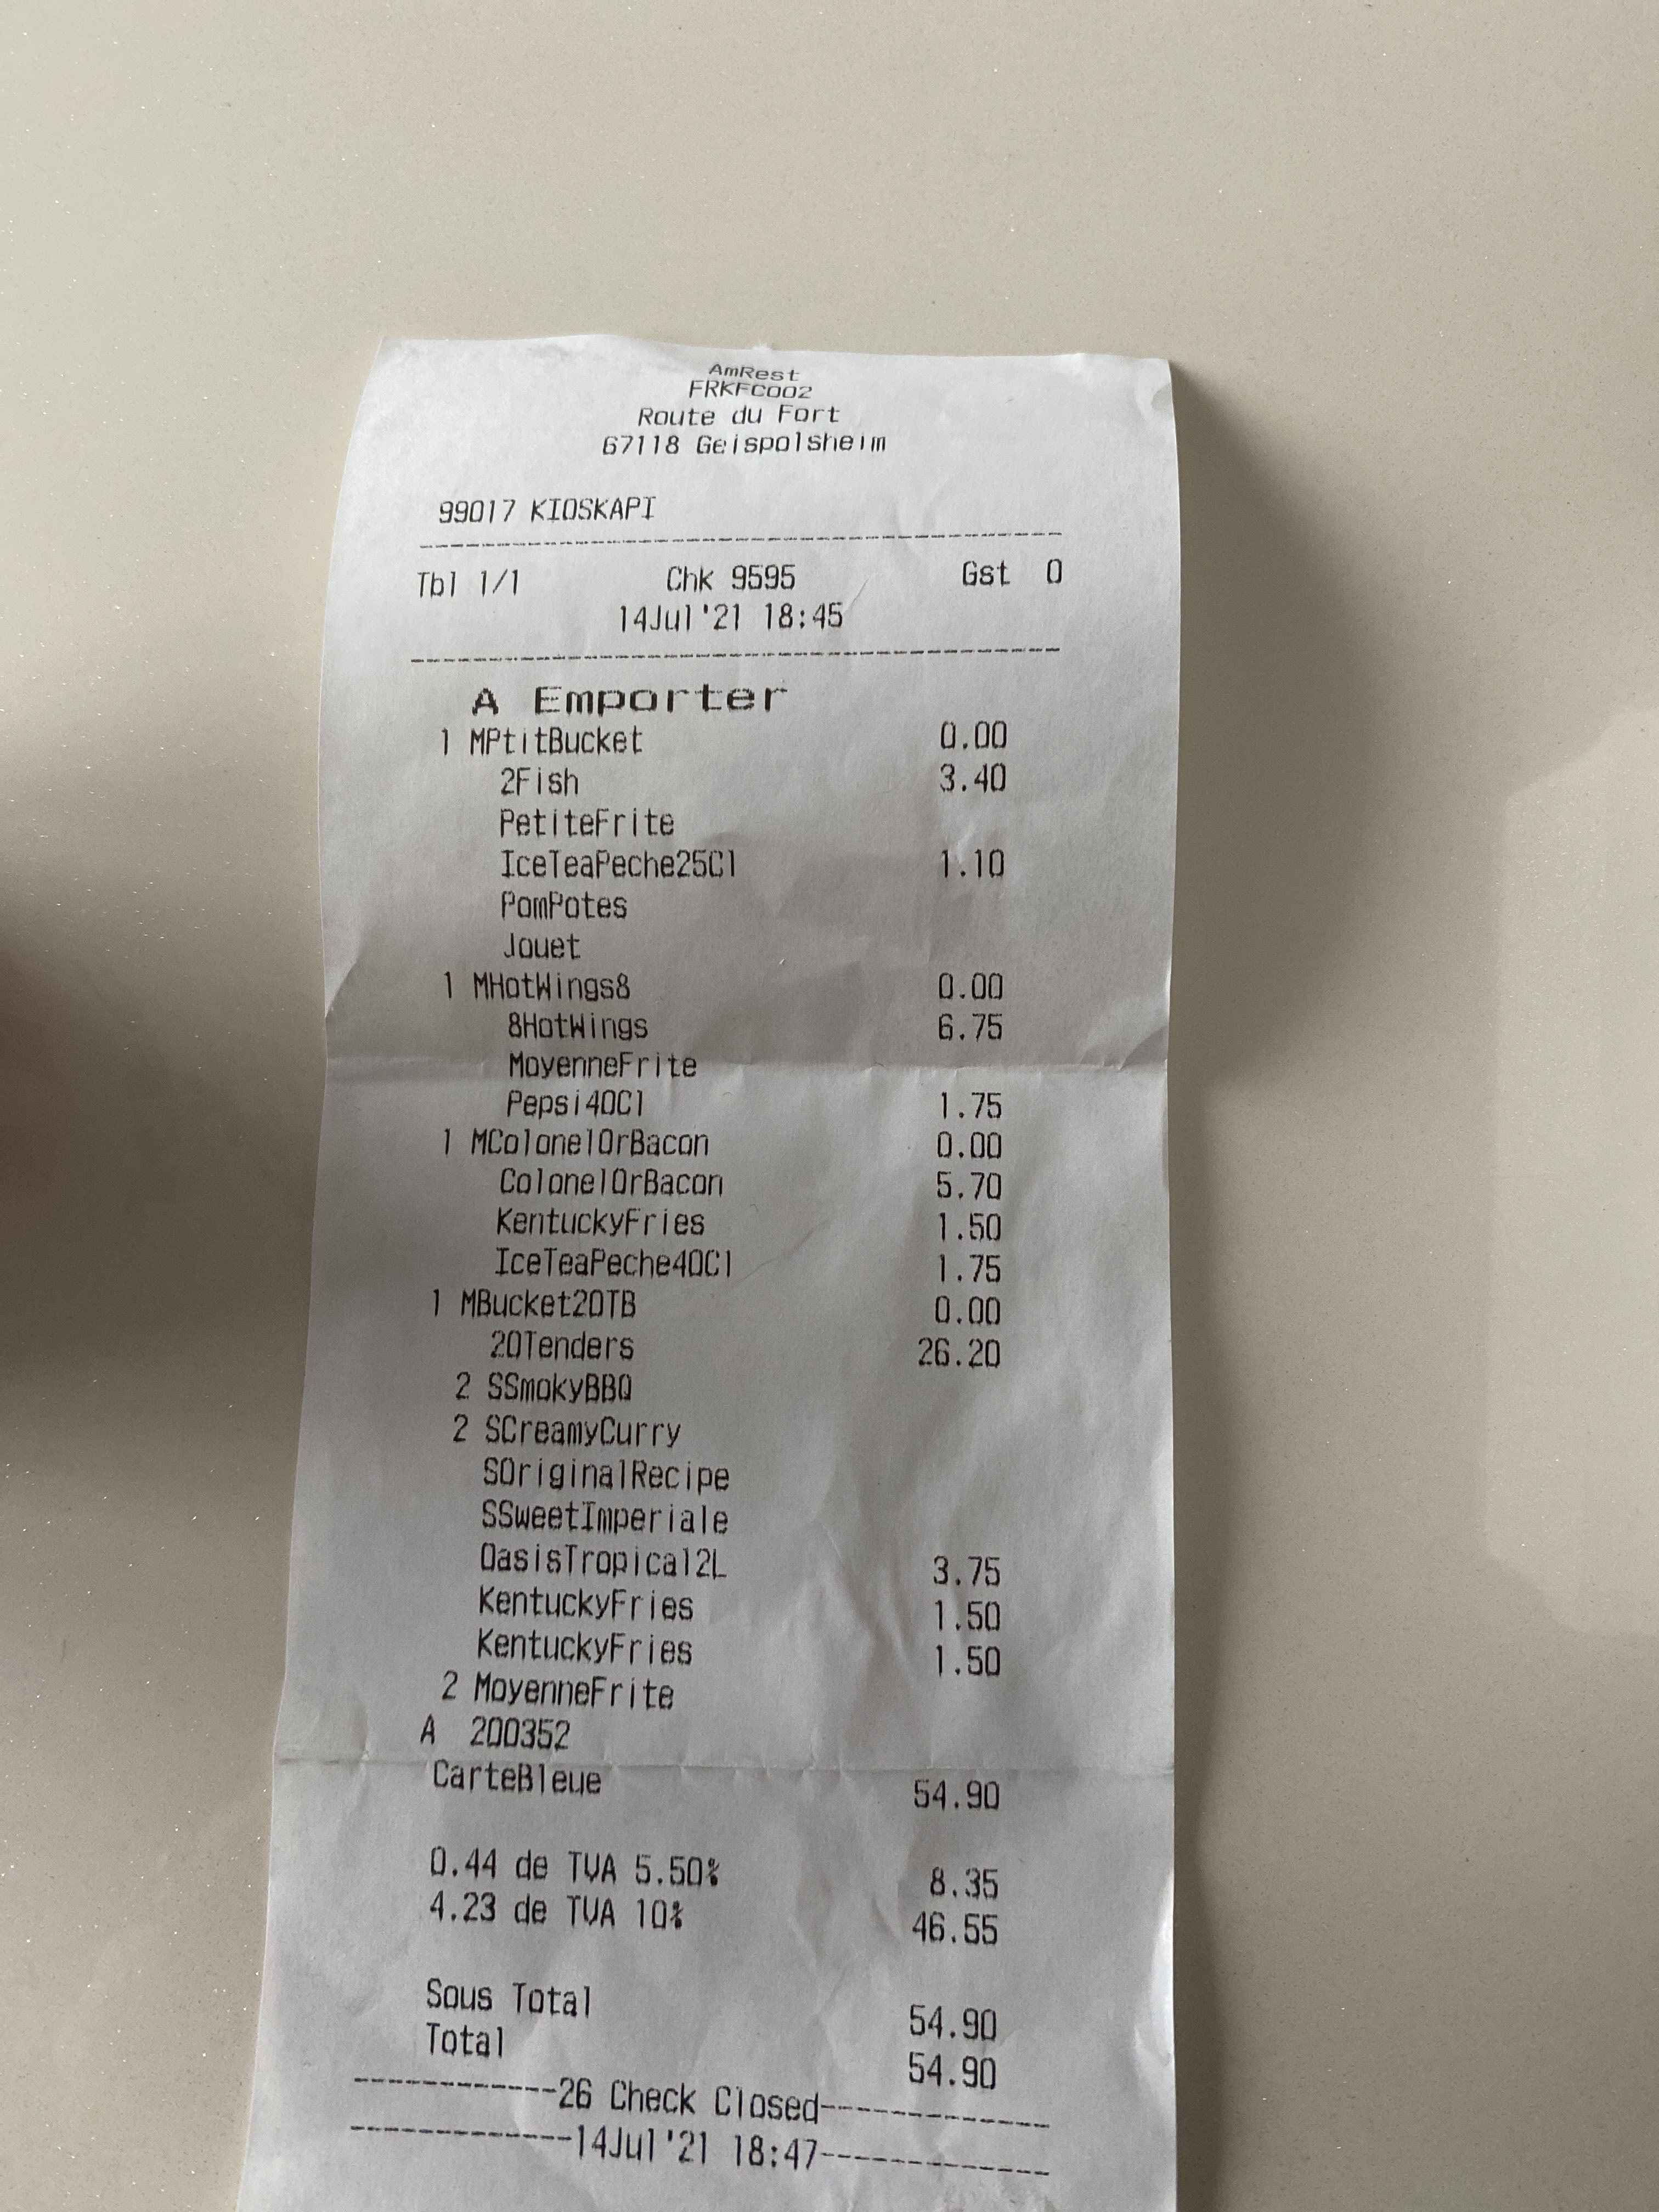 AmRest
FRKFC002
Route du Fort
67118 Geispolsheim
99017 KIOSKAPI
Tbl 1/1 Chk 9595 Gst 0
14Jul'21 18:45
A Emporter
1 MPtitBucket 0.00
2Fish 3.40
PetiteFrite
IceTeaPeche25Cl 1.10
PomPotes
Jouet
1 MHotWings8 0.00
8HotWings 6.75
MoyenneFrite
Pepsi40Cl 1.75
1 MColonelOrBacon 0.00
ColonelOrBacon 5.70
KentuckyFries 1.50
IceTeaPeche40Cl 1.75
1 MBucket20TB 0.00
20Tenders 26.20
2 SSmokyBBQ
2 SCreamyCurry
SOriginalRecipe
SSweetImperiale
OasisTropical2L 3.75
KentuckyFries 1.50
KentuckyFries 1.50
2 MoyenneFrite
A 200352
CarteBleue 54.90
0.44 de TVA 5.50% 8.35
4.23 de TVA 10% 46.55
Sous Total 54.90
Total 54.90
------------26 Check Closed-------------
-------------14Jul'21 18:47-------------